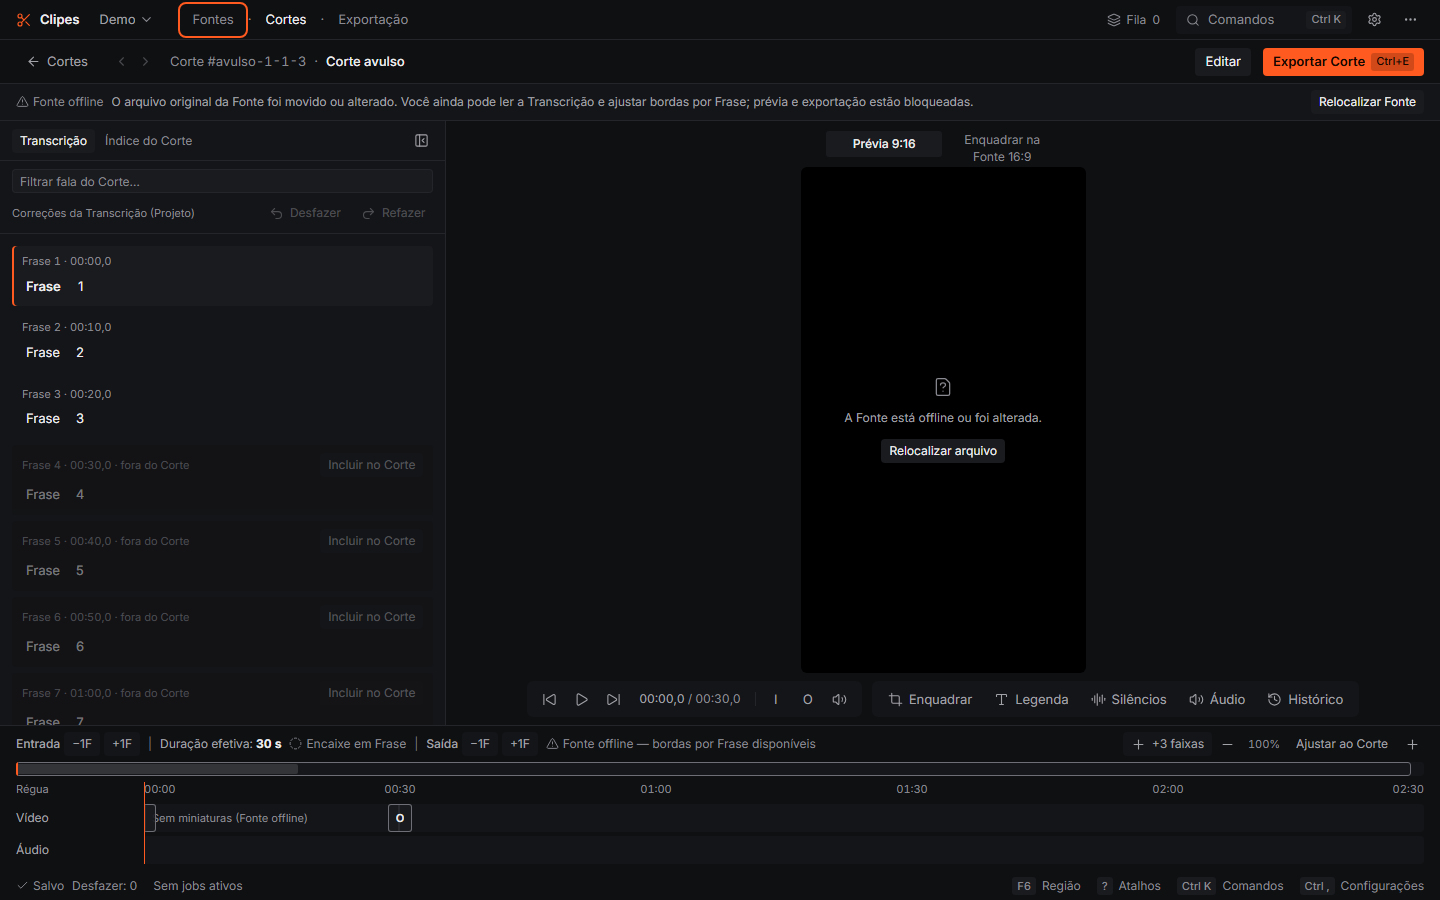 Clipes Demo Fontes · Cortes · Exportação Fila 0 Comandos Ctrl K
Cortes Corte #avulso-1-1-3 · Corte avulso Editar Exportar Corte Ctrl+E
Fonte offline O arquivo original da Fonte foi movido ou alterado. Você ainda pode ler a Transcrição e ajustar bordas por Frase; prévia e exportação estão bloqueadas. Relocalizar Fonte
Transcrição Índice do Corte
Filtrar fala do Corte...
Correções da Transcrição (Projeto) Desfazer Refazer
Frase 1 · 00:00,0
Frase 1
Frase 2 · 00:10,0
Frase 2
Frase 3 · 00:20,0
Frase 3
Frase 4 · 00:30,0 · fora do Corte Incluir no Corte
Frase 4
Frase 5 · 00:40,0 · fora do Corte Incluir no Corte
Frase 5
Frase 6 · 00:50,0 · fora do Corte Incluir no Corte
Frase 6
Frase 7 · 01:00,0 · fora do Corte Incluir no Corte
Frase 7
Prévia 9:16
Enquadrar na
Fonte 16:9
A Fonte está offline ou foi alterada.
Relocalizar arquivo
00:00,0 / 00:30,0 I O Enquadrar Legenda Silêncios Áudio Histórico
Entrada −1F +1F Duração efetiva: 30 s Encaixe em Frase Saída −1F +1F Fonte offline — bordas por Frase disponíveis +3 faixas 100% Ajustar ao Corte
Régua 00:00 00:30 01:00 01:30 02:00 02:30
Vídeo Sem miniaturas (Fonte offline) O
Áudio
Salvo Desfazer: 0 Sem jobs ativos F6 Região ? Atalhos Ctrl K Comandos Ctrl , Configurações